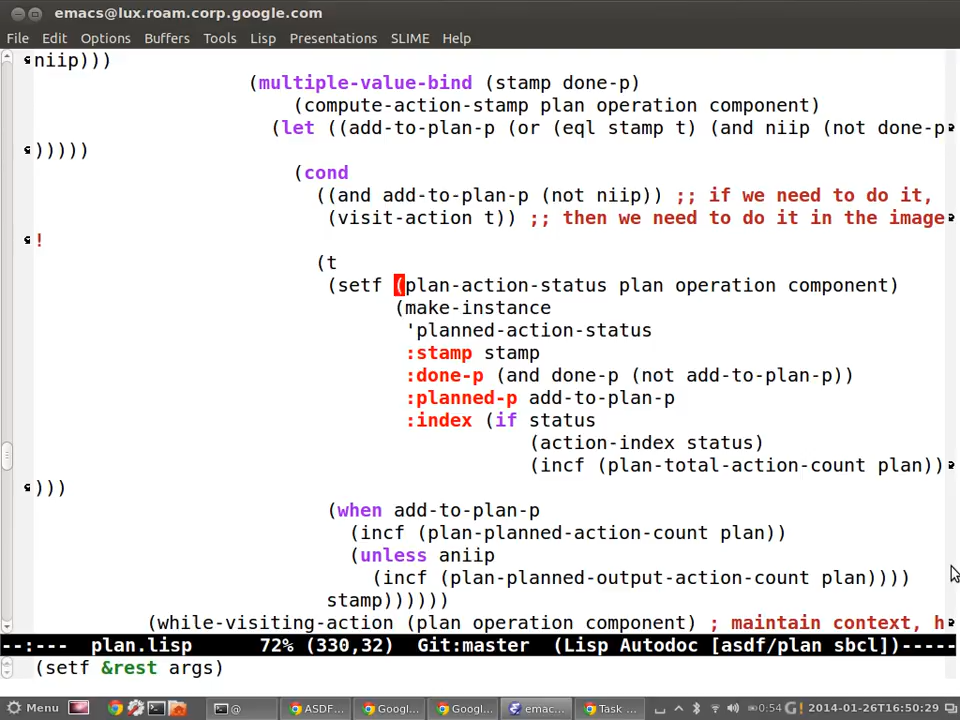 emacs@lux.roam.corp.google.com
File Edit Options Buffers Tools Lisp Presentations SLIME Help
niip)))
(multiple-value-bind (stamp done-p)
(compute-action-stamp plan operation component)
(let ((add-to-plan-p (or (eql stamp t) (and niip (not done-p
)))))
(cond
((and add-to-plan-p (not niip)) ;; if we need to do it,
(visit-action t)) ;; then we need to do it in the image
!
(t
(setf (plan-action-status plan operation component)
(make-instance
'planned-action-status
:stamp stamp
:done-p (and done-p (not add-to-plan-p))
:planned-p add-to-plan-p
:index (if status
(action-index status)
(incf (plan-total-action-count plan))
)))
(when add-to-plan-p
(incf (plan-planned-action-count plan))
(unless aniip
(incf (plan-planned-output-action-count plan))))
stamp))))))
(while-visiting-action (plan operation component) ; maintain context, h
--:--- plan.lisp 72% (330,32) Git:master (Lisp Autodoc [asdf/plan sbcl])-----
(setf &rest args)
Menu @ ASDF... Googl... Googl... emac... Task ... 0:54 2014-01-26T16:50:29